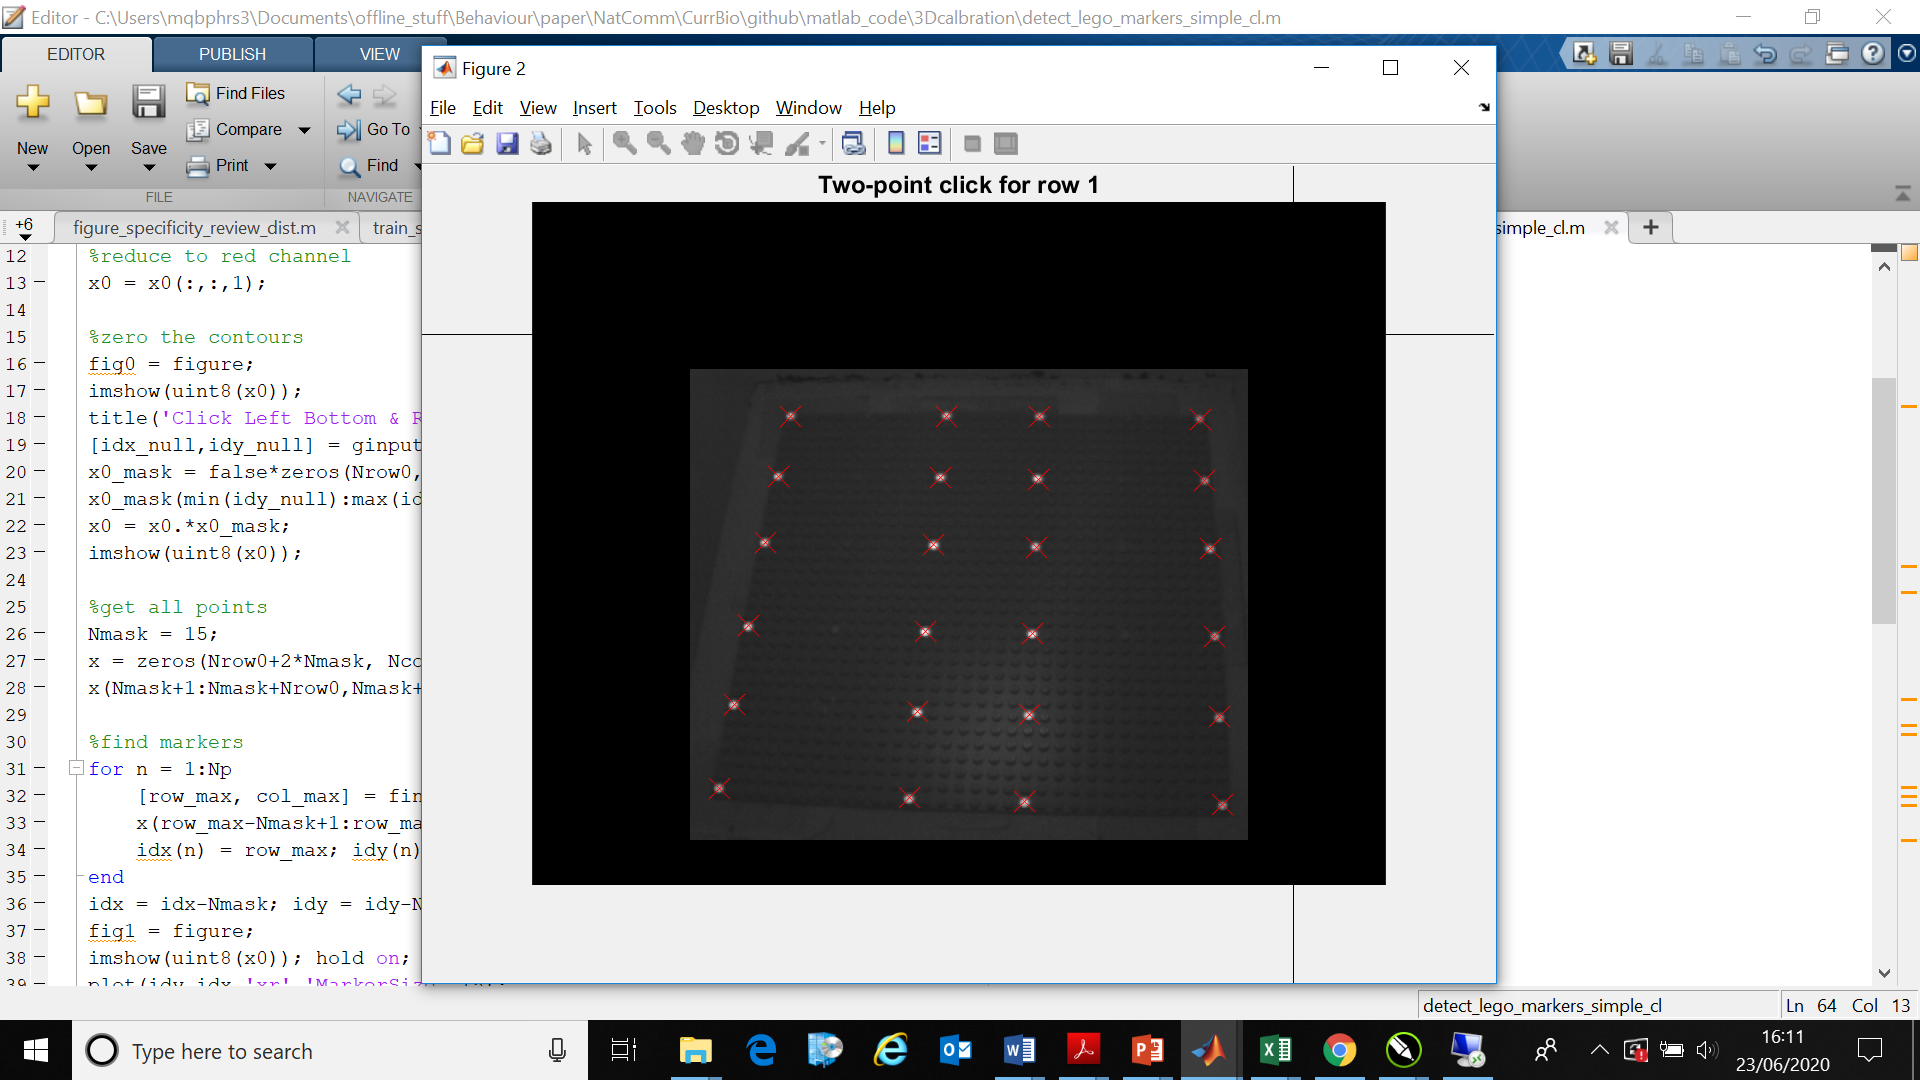 Editor - C:\Users\mqbphrs3\Documents\offline_stuff\Behaviour\paper\NatComm\CurrBio\github\matlab_code\3Dcalbration\detect_lego_markers_simple_cl.m
EDITOR PUBLISH VIEW
New Open Save Find Files Compare Print Go To Find
FILE NAVIGATE
+6 figure_specificity_review_dist.m train_s simple_cl.m
Figure 2
File Edit View Insert Tools Desktop Window Help
Two-point click for row 1
12 %reduce to red channel
13 x0 = x0(:,:,1);
14
15 %zero the contours
16 fig0 = figure;
17 imshow(uint8(x0));
18 title('Click Left Bottom & R
19 [idx_null,idy_null] = ginput
20 x0_mask = false*zeros(Nrow0,
21 x0_mask(min(idy_null):max(id
22 x0 = x0.*x0_mask;
23 imshow(uint8(x0));
24
25 %get all points
26 Nmask = 15;
27 x = zeros(Nrow0+2*Nmask, Nco
28 x(Nmask+1:Nmask+Nrow0,Nmask+
29
30 %find markers
31 for n = 1:Np
32 [row_max, col_max] = fin
33 x(row_max-Nmask+1:row_ma
34 idx(n) = row_max; idy(n)
35 end
36 idx = idx-Nmask; idy = idy-N
37 fig1 = figure;
38 imshow(uint8(x0)); hold on;
39 plot(idy,idx,'xr','MarkerSiz
detect_lego_markers_simple_cl Ln 64 Col 13
Type here to search
16:11
23/06/2020